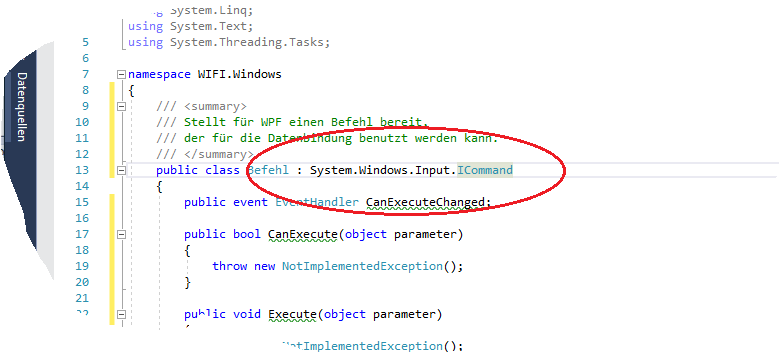 Datenquellen
System.Linq;
using System.Text;
5 using System.Threading.Tasks;
6
7 namespace WIFI.Windows
8 {
9 /// <summary>
10 /// Stellt für WPF einen Befehl bereit,
11 /// der für die Datenbindung benutzt werden kann.
12 /// </summary>
13 public class Befehl : System.Windows.Input.ICommand
14 {
15 public event EventHandler CanExecuteChanged;
16
17 public bool CanExecute(object parameter)
18 {
19 throw new NotImplementedException();
20 }
21
22 public void Execute(object parameter)
NotImplementedException();